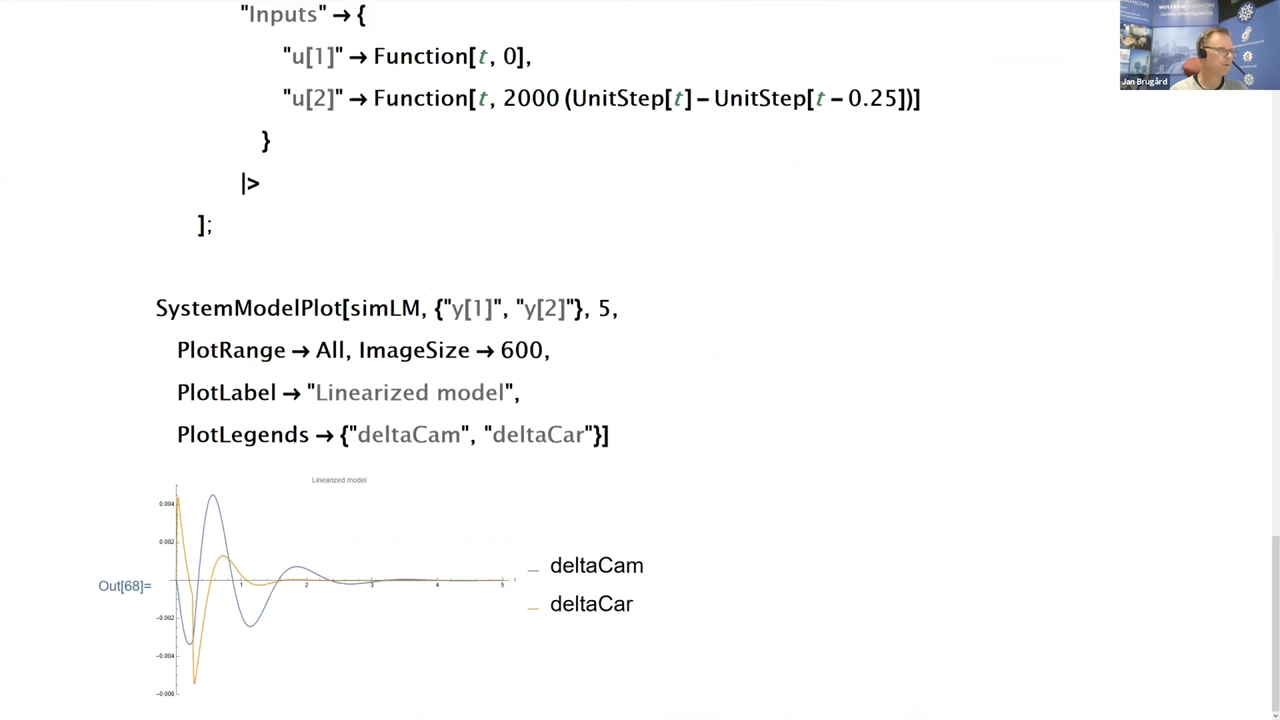 "Inputs" → {
"u[1]" → Function[t, 0],
"u[2]" → Function[t, 2000 (UnitStep[t] – UnitStep[t – 0.25])]
}
|>
];
SystemModelPlot[simLM, {"y[1]", "y[2]"}, 5,
PlotRange → All, ImageSize → 600,
PlotLabel → "Linearized model",
PlotLegends → {"deltaCam", "deltaCar"}]
Linearized model
0.004
0.002
1 2 3 4 5 t
-0.002
-0.004
-0.006
Out[68]=
deltaCam
deltaCar
Jan Brugård